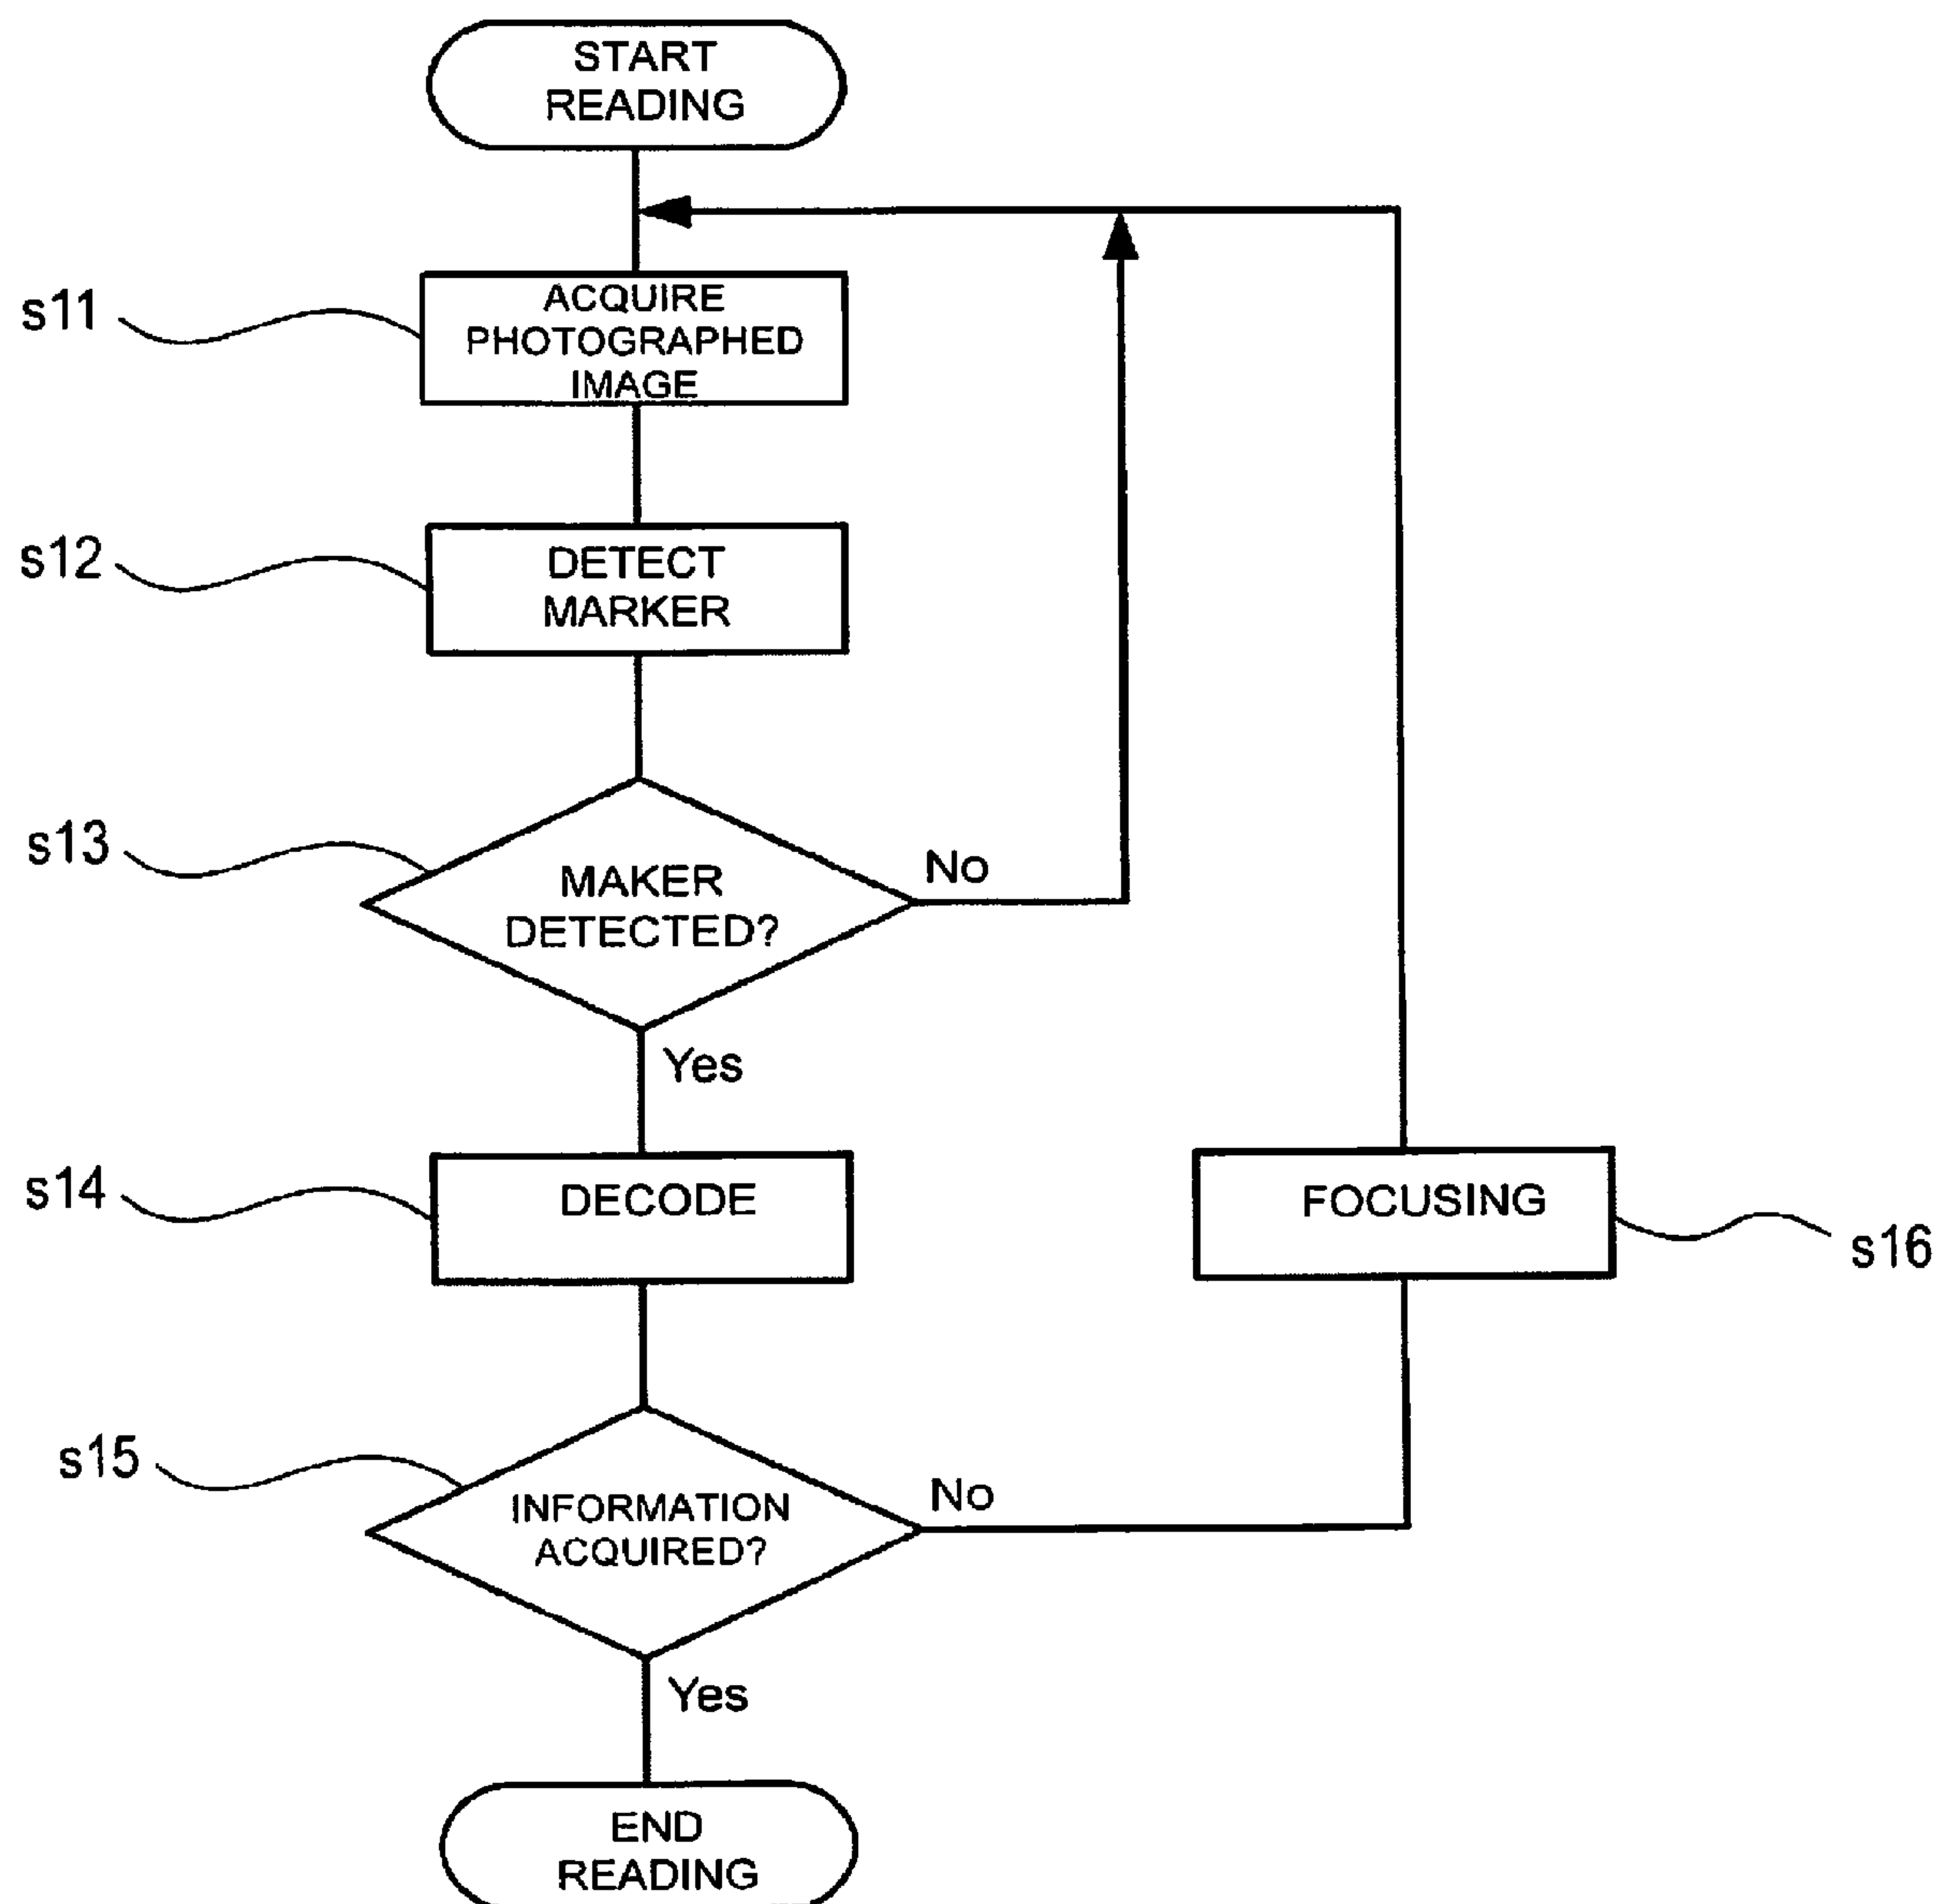 START
READING
s11
ACQUIRE
PHOTOGRAPHED
IMAGE
s12
DETECT
MARKER
s13
MAKER
DETECTED?
No
Yes
s14
DECODE
FOCUSING
s16
s15
INFORMATION
ACQUIRED?
No
Yes
END
READING